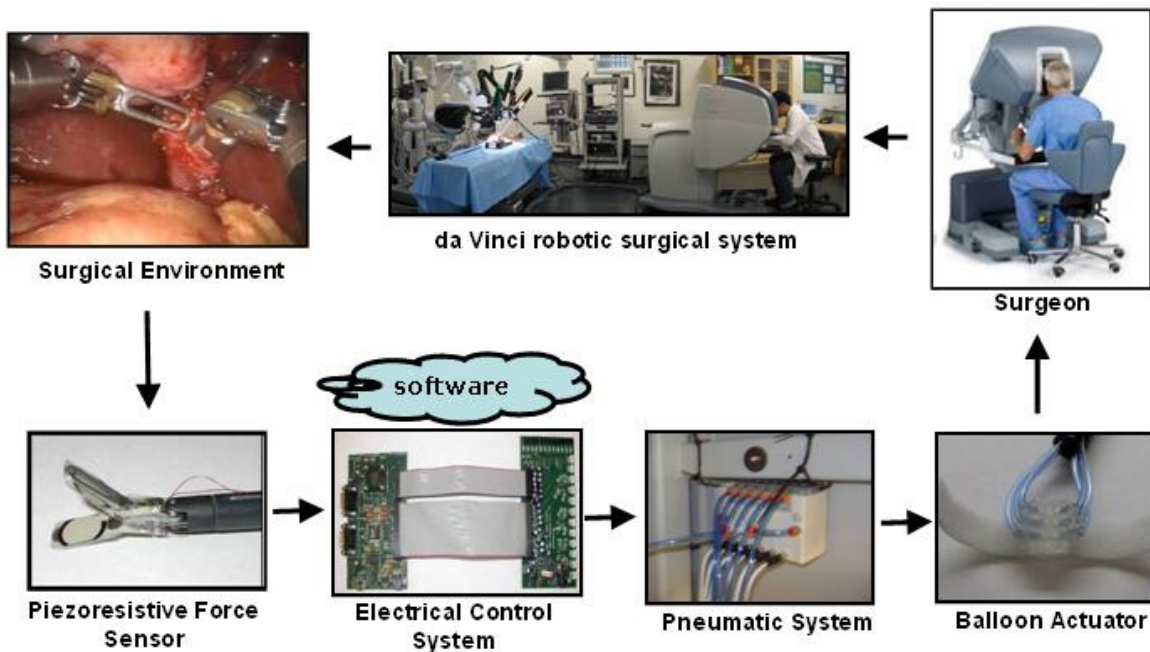 da Vinci robotic surgical system
Surgical Environment
Surgeon
software
Piezoresistive Force
Sensor
Electrical Control
System
Pneumatic System
Balloon Actuator